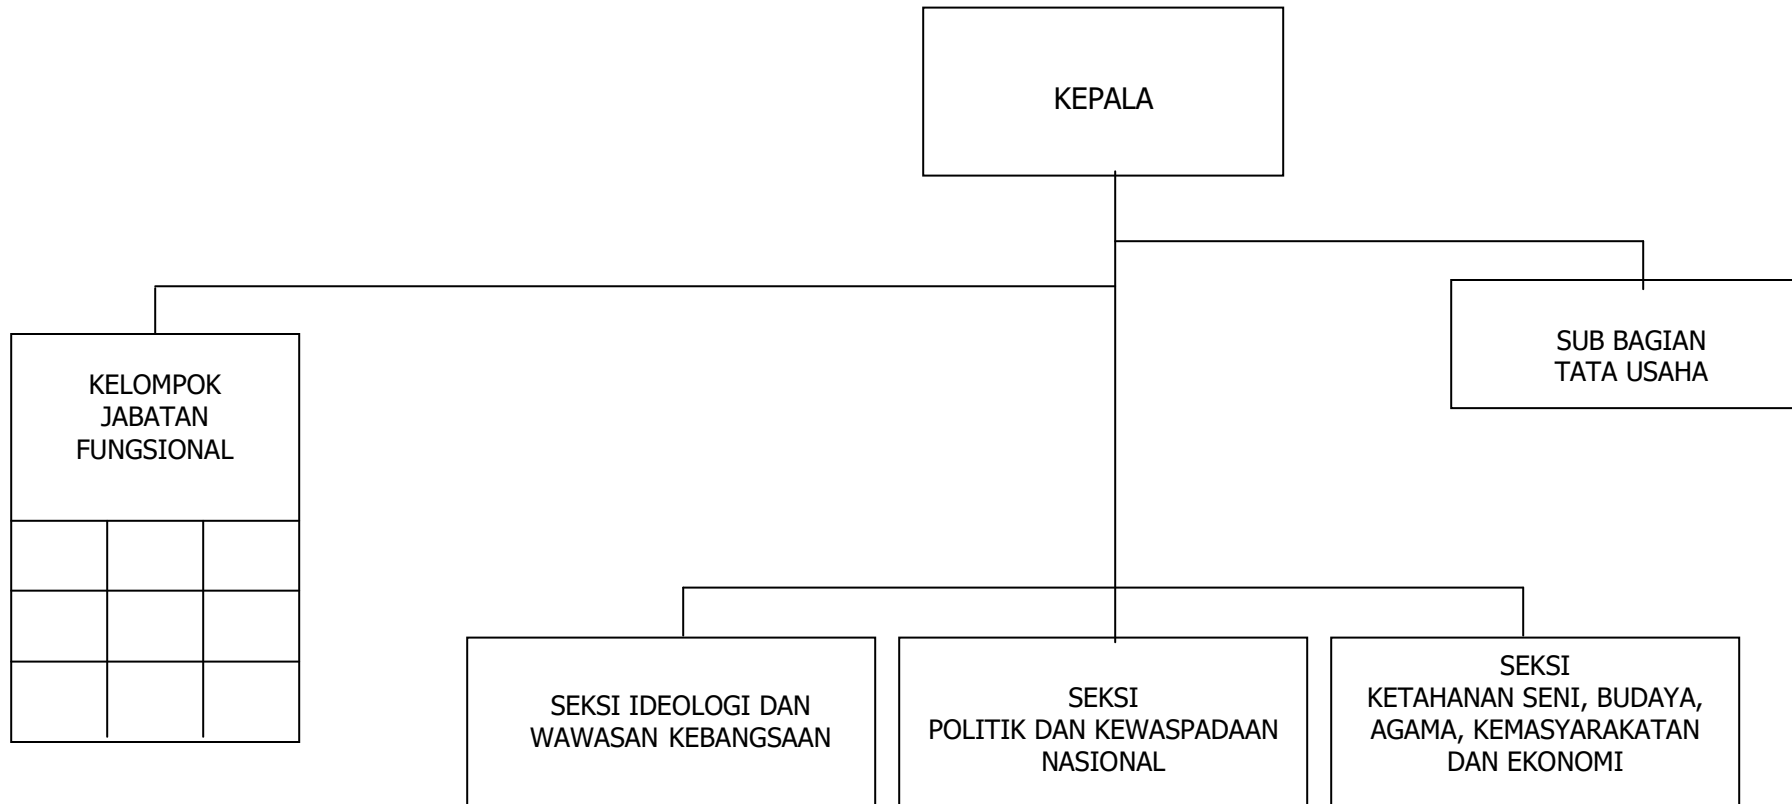 KEPALA
SUB BAGIAN
TATA USAHA
KELOMPOK
JABATAN
FUNGSIONAL
SEKSI IDEOLOGI DAN
WAWASAN KEBANGSAAN
SEKSI
POLITIK DAN KEWASPADAAN
NASIONAL
SEKSI
KETAHANAN SENI, BUDAYA,
AGAMA, KEMASYARAKATAN
DAN EKONOMI